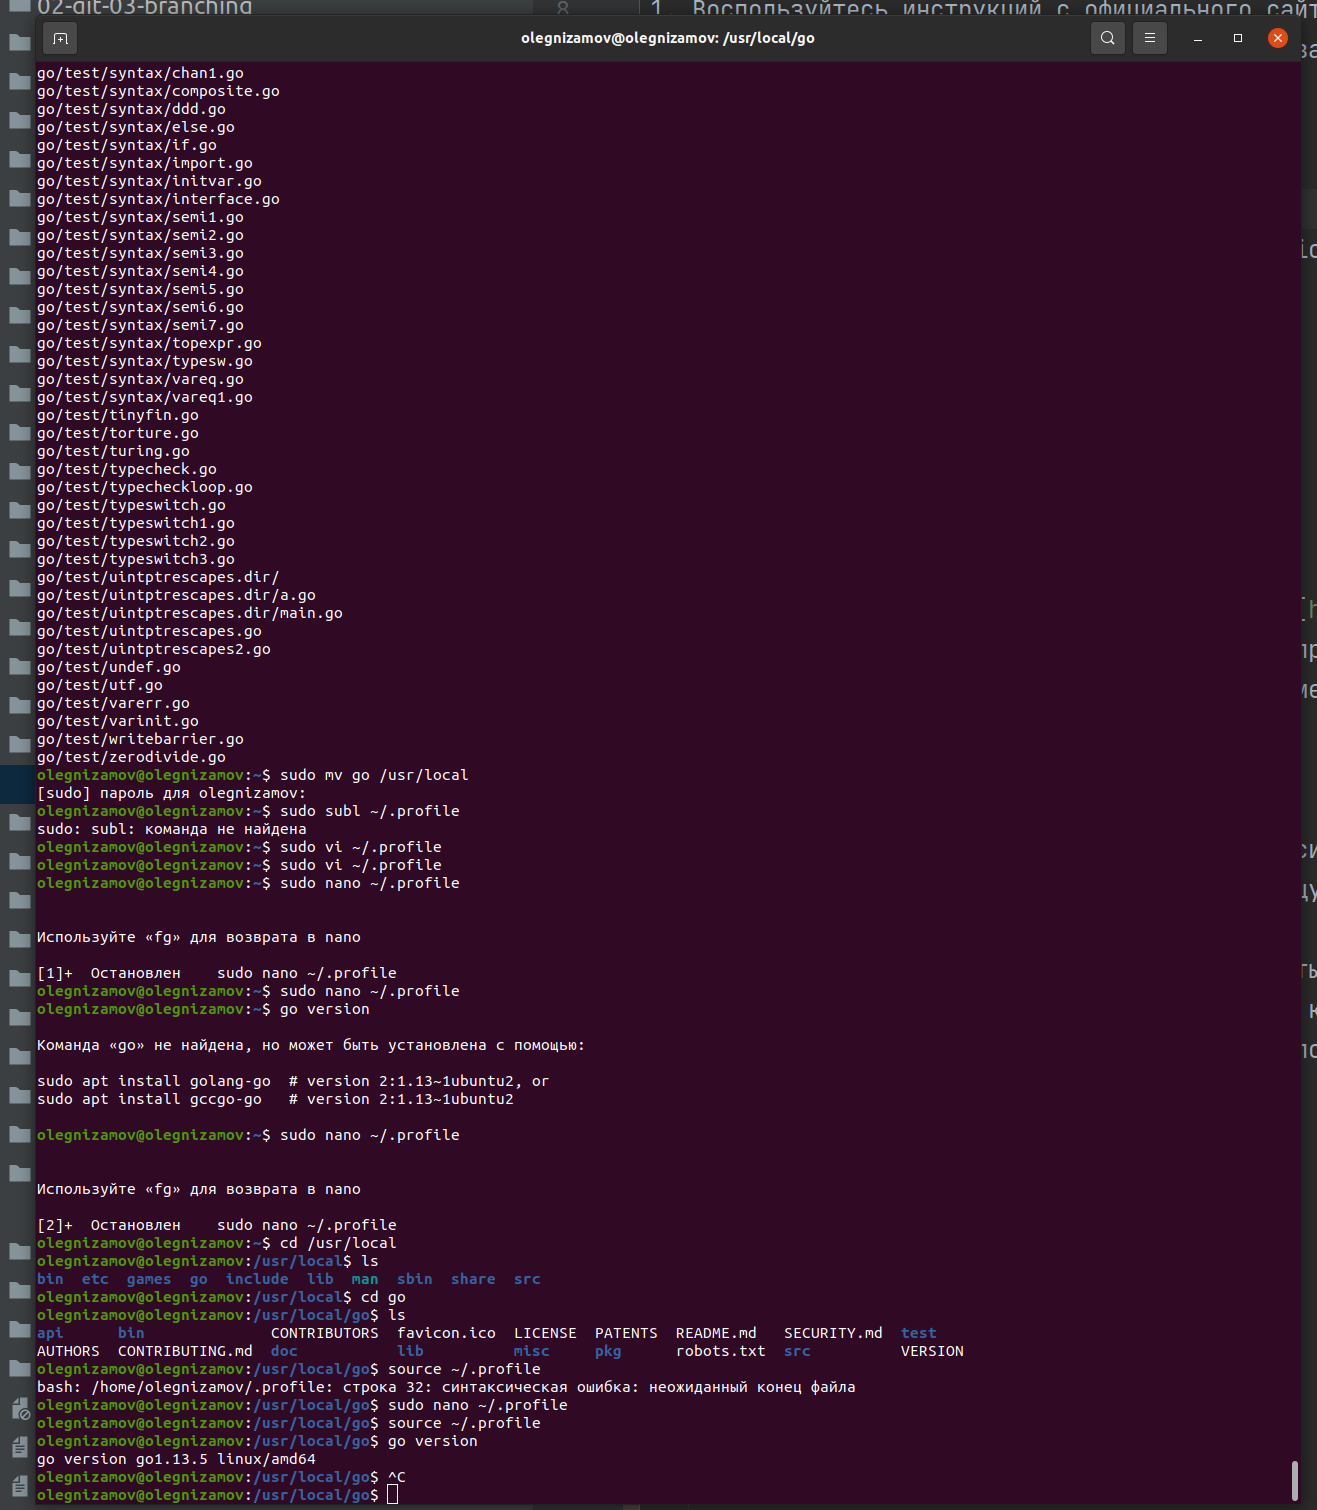 02-git-03-branching
8
1. Воспользуйтесь инструкций с официального сайт
olegnizamov@olegnizamov: /usr/local/go
go/test/syntax/chan1.go
go/test/syntax/composite.go
go/test/syntax/ddd.go
go/test/syntax/else.go
go/test/syntax/if.go
go/test/syntax/import.go
go/test/syntax/initvar.go
go/test/syntax/interface.go
go/test/syntax/semi1.go
go/test/syntax/semi2.go
go/test/syntax/semi3.go
go/test/syntax/semi4.go
go/test/syntax/semi5.go
go/test/syntax/semi6.go
go/test/syntax/semi7.go
go/test/syntax/topexpr.go
go/test/syntax/typesw.go
go/test/syntax/vareq.go
go/test/syntax/vareq1.go
go/test/tinyfin.go
go/test/torture.go
go/test/turing.go
go/test/typecheck.go
go/test/typecheckloop.go
go/test/typeswitch.go
go/test/typeswitch1.go
go/test/typeswitch2.go
go/test/typeswitch3.go
go/test/uintptrescapes.dir/
go/test/uintptrescapes.dir/a.go
go/test/uintptrescapes.dir/main.go
go/test/uintptrescapes.go
go/test/uintptrescapes2.go
go/test/undef.go
go/test/utf.go
go/test/varerr.go
go/test/varinit.go
go/test/writebarrier.go
go/test/zerodivide.go
olegnizamov@olegnizamov:~$ sudo mv go /usr/local
[sudo] пароль для olegnizamov:
olegnizamov@olegnizamov:~$ sudo subl ~/.profile
sudo: subl: команда не найдена
olegnizamov@olegnizamov:~$ sudo vi ~/.profile
olegnizamov@olegnizamov:~$ sudo vi ~/.profile
olegnizamov@olegnizamov:~$ sudo nano ~/.profile
Используйте «fg» для возврата в nano
[1]+  Остановлен    sudo nano ~/.profile
olegnizamov@olegnizamov:~$ sudo nano ~/.profile
olegnizamov@olegnizamov:~$ go version
Команда «go» не найдена, но может быть установлена с помощью:
sudo apt install golang-go  # version 2:1.13~1ubuntu2, or
sudo apt install gccgo-go   # version 2:1.13~1ubuntu2
olegnizamov@olegnizamov:~$ sudo nano ~/.profile
Используйте «fg» для возврата в nano
[2]+  Остановлен    sudo nano ~/.profile
olegnizamov@olegnizamov:~$ cd /usr/local
olegnizamov@olegnizamov:/usr/local$ ls
bin  etc  games  go  include  lib  man  sbin  share  src
olegnizamov@olegnizamov:/usr/local$ cd go
olegnizamov@olegnizamov:/usr/local/go$ ls
api      bin              CONTRIBUTORS  favicon.ico  LICENSE  PATENTS  README.md   SECURITY.md  test
AUTHORS  CONTRIBUTING.md  doc           lib          misc     pkg      robots.txt  src          VERSION
olegnizamov@olegnizamov:/usr/local/go$ source ~/.profile
bash: /home/olegnizamov/.profile: строка 32: синтаксическая ошибка: неожиданный конец файла
olegnizamov@olegnizamov:/usr/local/go$ sudo nano ~/.profile
olegnizamov@olegnizamov:/usr/local/go$ source ~/.profile
olegnizamov@olegnizamov:/usr/local/go$ go version
go version go1.13.5 linux/amd64
olegnizamov@olegnizamov:/usr/local/go$ ^C
olegnizamov@olegnizamov:/usr/local/go$